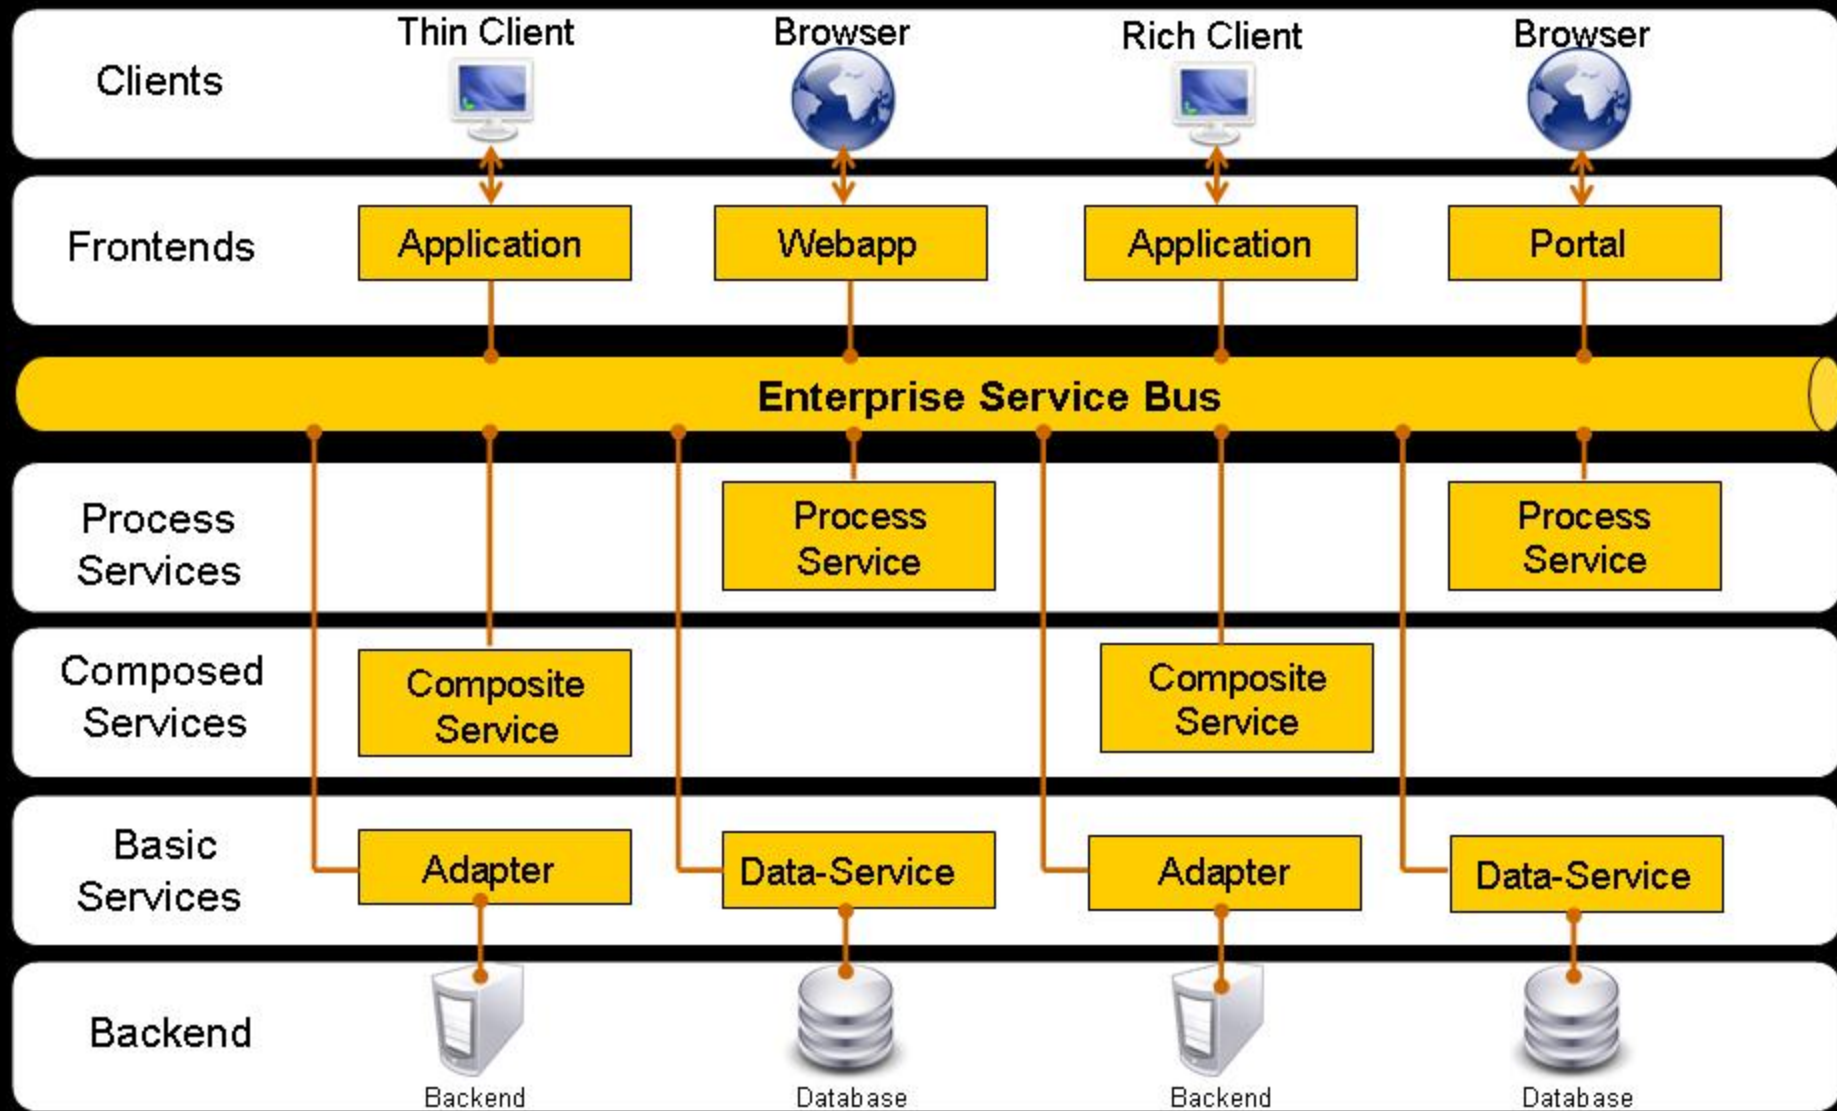 Thin Client
Browser
Rich Client
Browser
Clients
Frontends
Application
Webapp
Application
Portal
Enterprise Service Bus
Process
Services
Process
Service
Process
Service
Composed
Services
Composite
Service
Composite
Service
Basic
Services
Adapter
Data-Service
Adapter
Data-Service
Backend
Backend
Database
Backend
Database